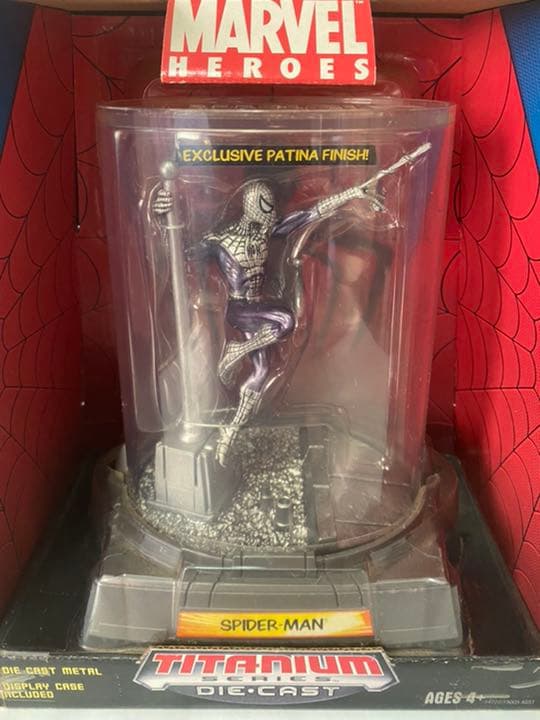 MARVEL
HEROES
EXCLUSIVE PATINA FINISH!
SPIDER-MAN
TITANIUM
SERIES
DIE-CAST
DIE CAST METAL
DISPLAY CASE
INCLUDED
AGES 4+